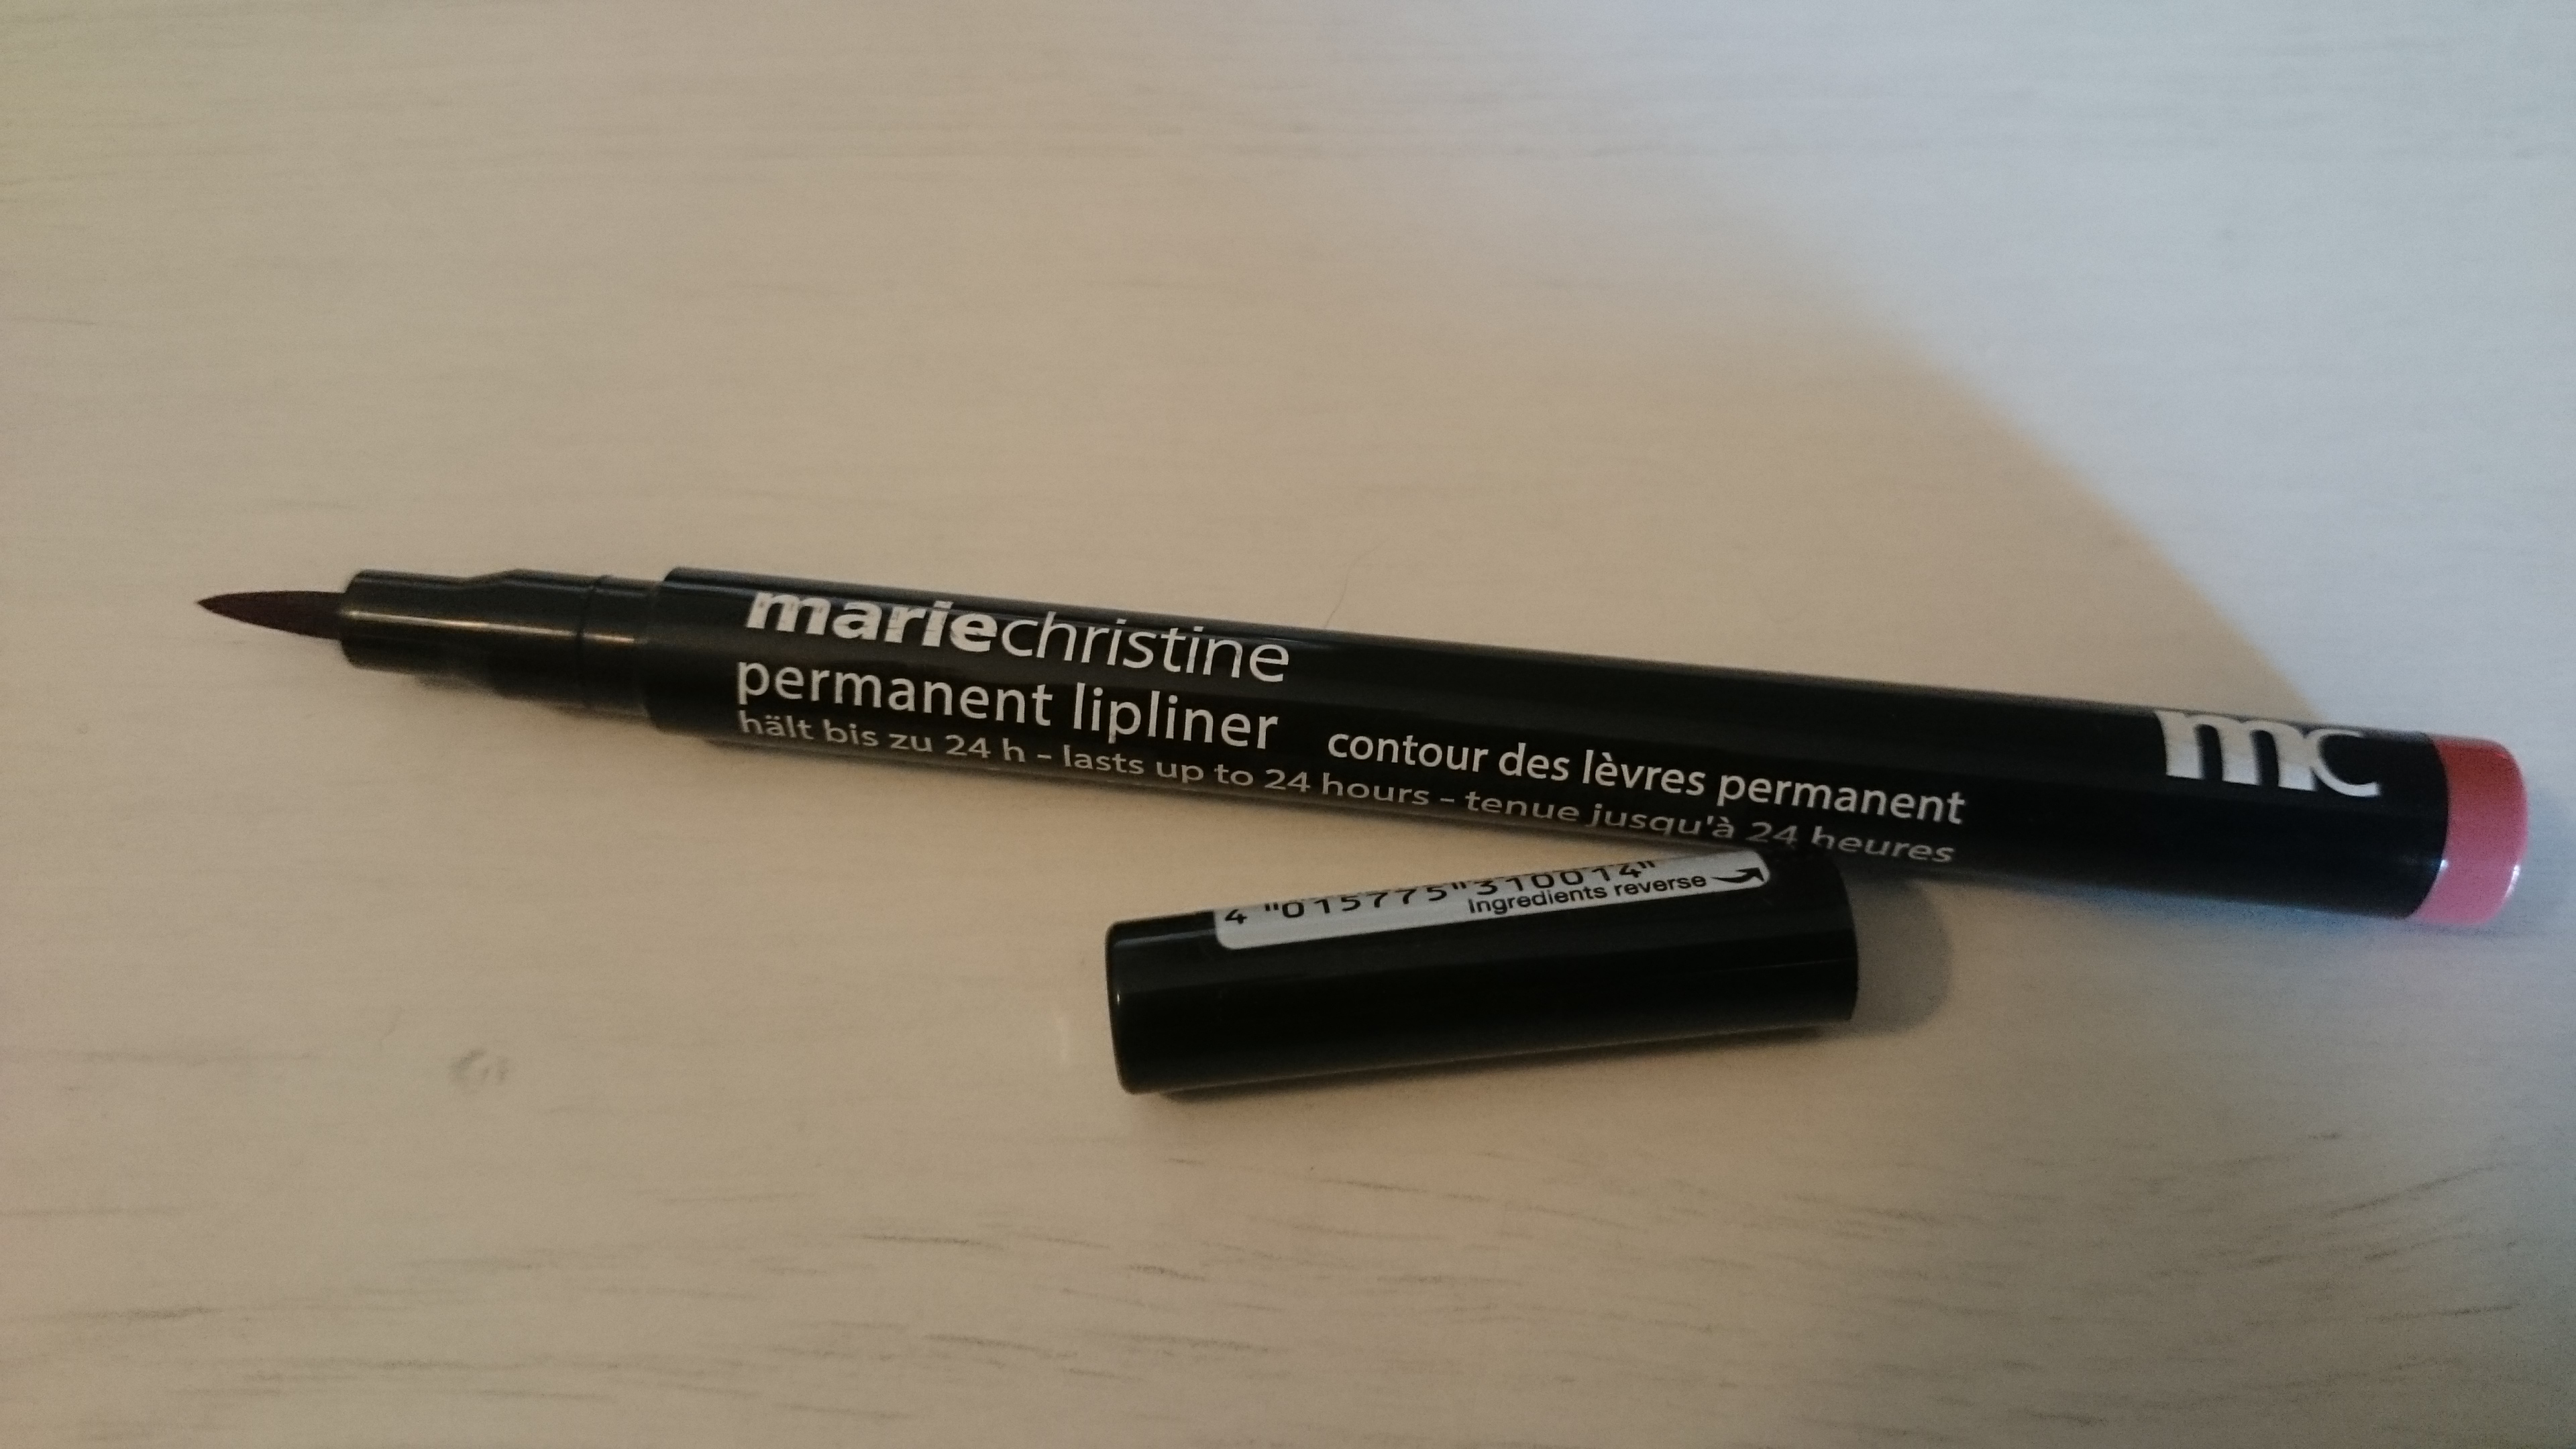 mariechristine
permanent lipliner contour des lèvres permanent
hält bis zu 24 h – lasts up to 24 hours – tenue jusqu'à 24 heures
mc
4 "015775"310014"
Ingredients reverse